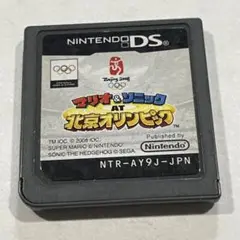 NINTENDO DS
Beijing 2008
マリオ&ソニック
AT
北京オリンピック
TM IOC. © 2008 IOC.
SUPER MARIO © NINTENDO
SONIC THE HEDGEHOG © SEGA
Published by
Nintendo
NTR-AY9J-JPN